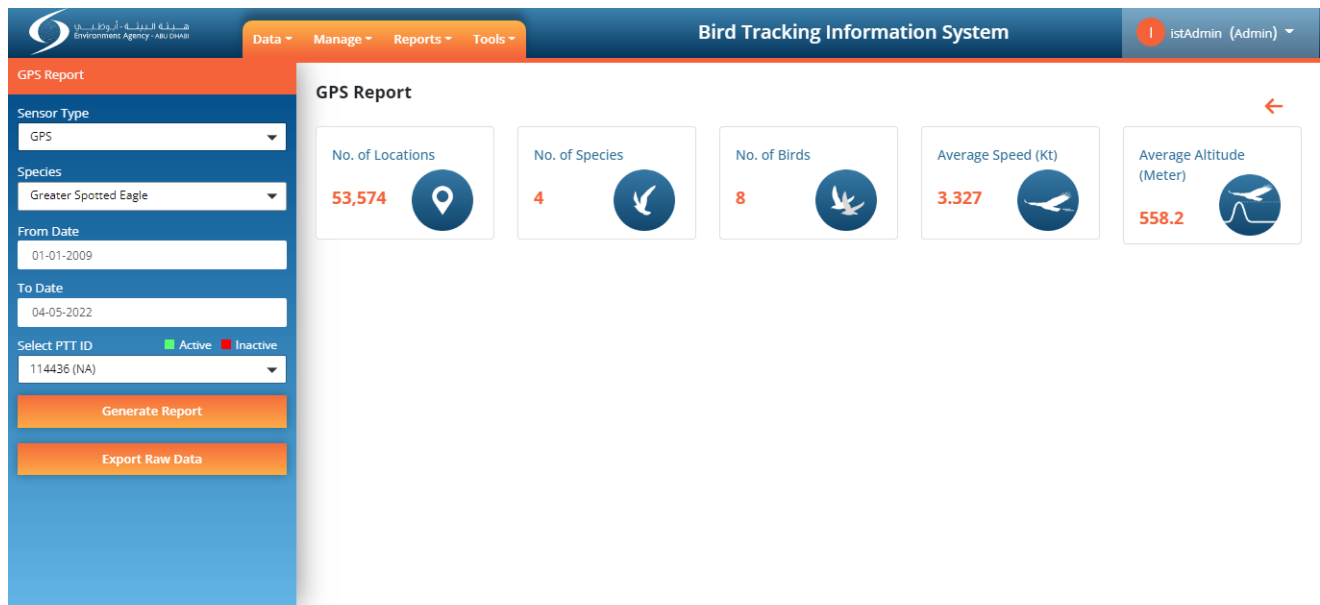 هيئة البيئة - أبوظبي
Environment Agency - ABU DHABI
Data
Manage
Reports
Tools
Bird Tracking Information System
I
istAdmin (Admin)
GPS Report
Sensor Type
GPS
Species
Greater Spotted Eagle
From Date
01-01-2009
To Date
04-05-2022
Select PTT ID
Active
Inactive
114436 (NA)
Generate Report
Export Raw Data
GPS Report
No. of Locations
53,574
No. of Species
4
No. of Birds
8
Average Speed (Kt)
3.327
Average Altitude
(Meter)
558.2